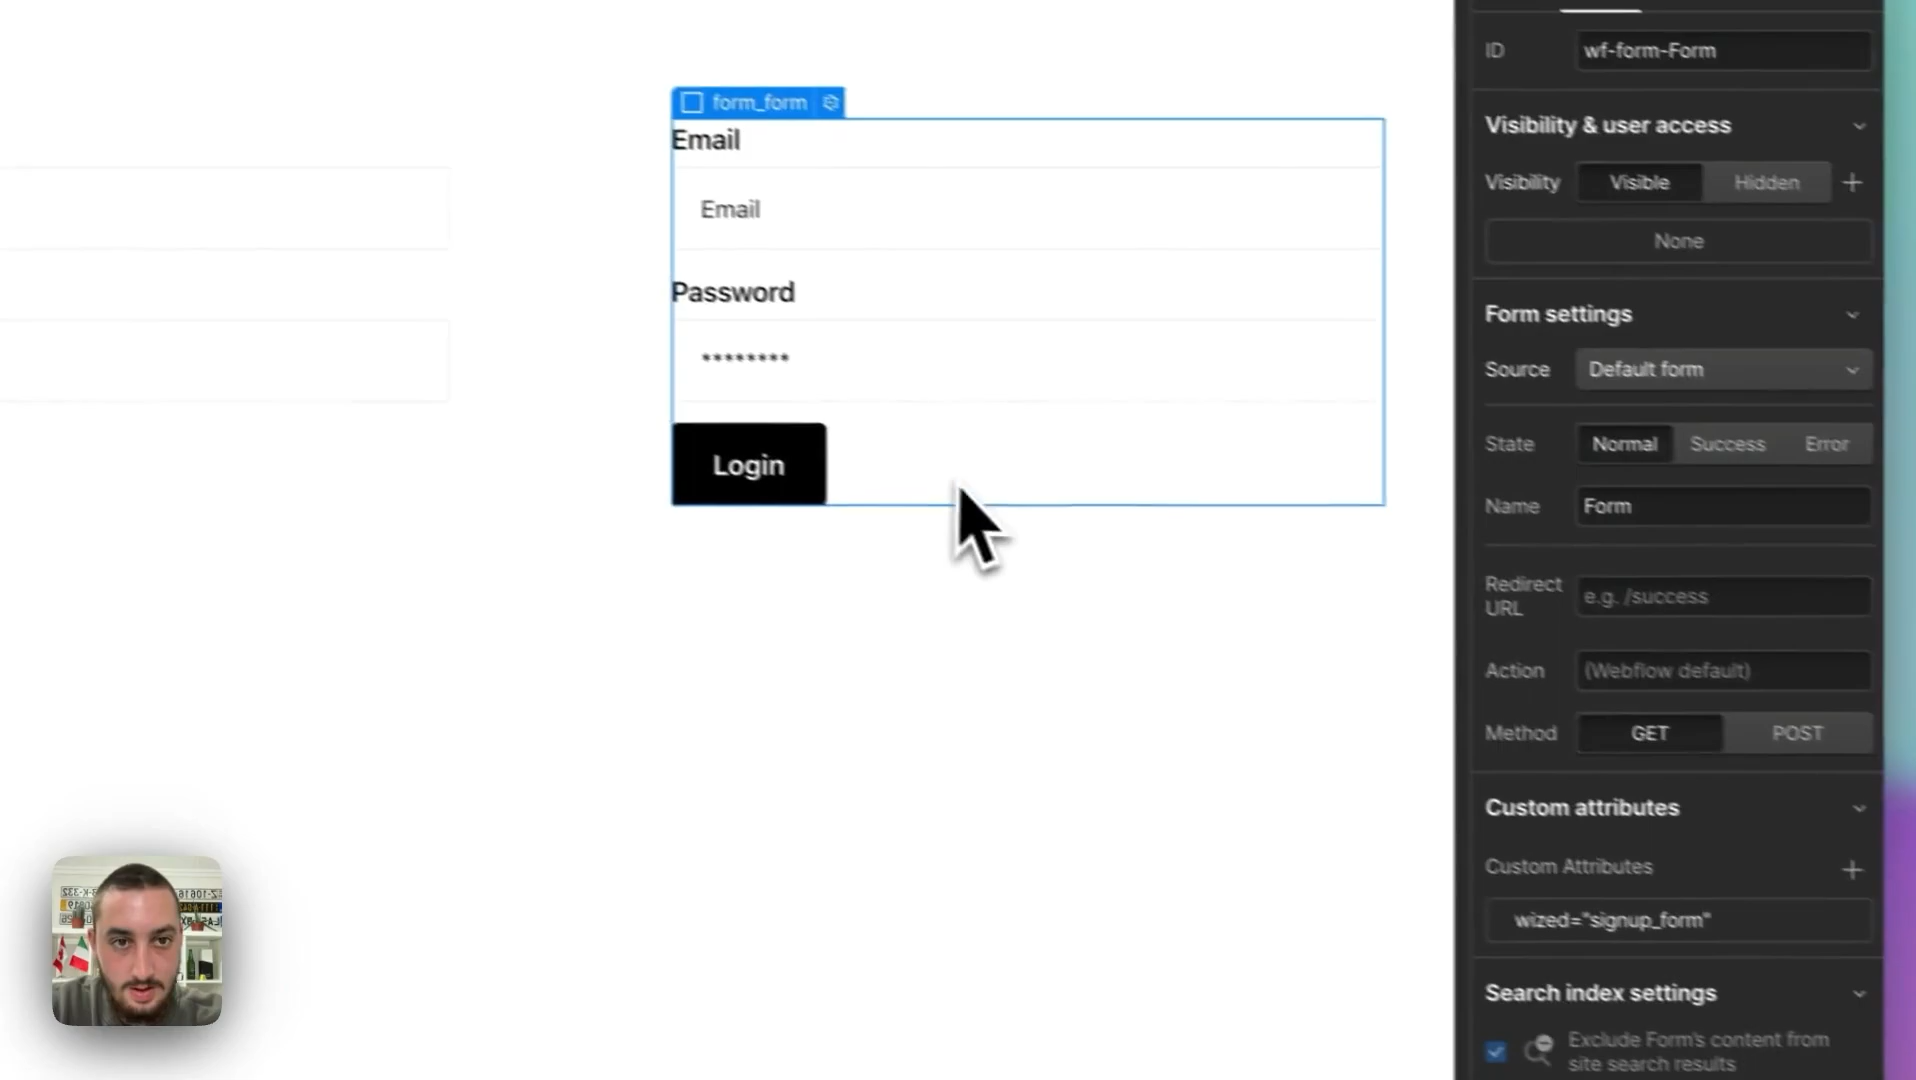 form_form
Email
Email
Password
********
Login
ID
wf-form-Form
Visibility & user access
Visibility
Visible
Hidden
None
Form settings
Source
Default form
State
Normal
Success
Error
Name
Form
Redirect
URL
e.g. /success
Action
(Webflow default)
Method
GET
POST
Custom attributes
Custom Attributes
wized="signup_form"
Search index settings
Exclude Form's content from
site search results